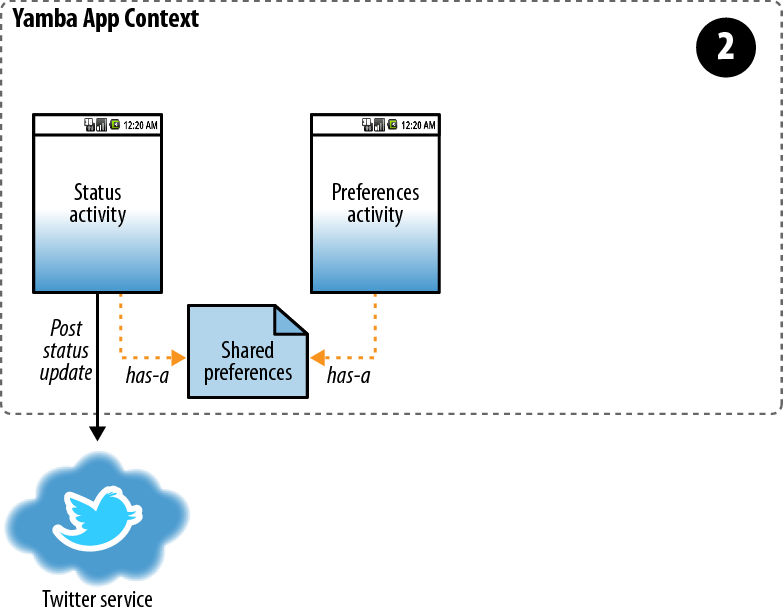 Yamba App Context
2
12:20 AM
12:20 AM
Status
activity
Preferences
activity
Post
status
update
has-a
Shared
preferences
has-a
Twitter service